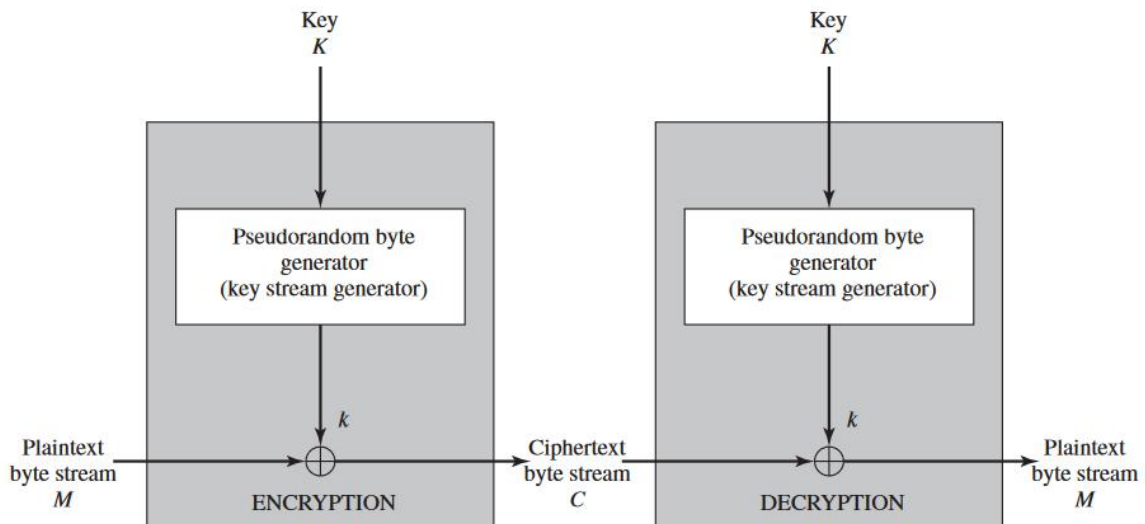 Key
K
Pseudorandom byte
generator
(key stream generator)
k
Plaintext
byte stream
M
ENCRYPTION
Ciphertext
byte stream
C
Key
K
Pseudorandom byte
generator
(key stream generator)
k
DECRYPTION
Plaintext
byte stream
M